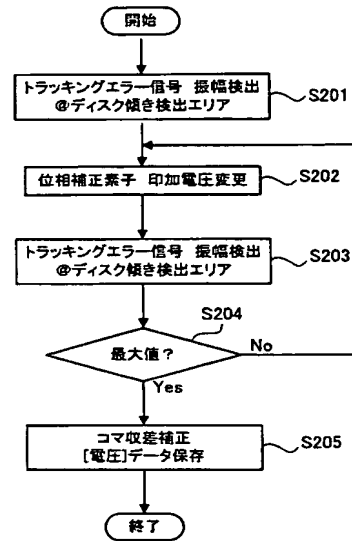 開始
トラッキングエラー信号 振幅検出
@ディスク傾き検出エリア
S201
位相補正素子 印加電圧変更
S202
トラッキングエラー信号 振幅検出
@ディスク傾き検出エリア
S203
S204
最大値？
No
Yes
コマ収差補正
[電圧]データ保存
S205
終了